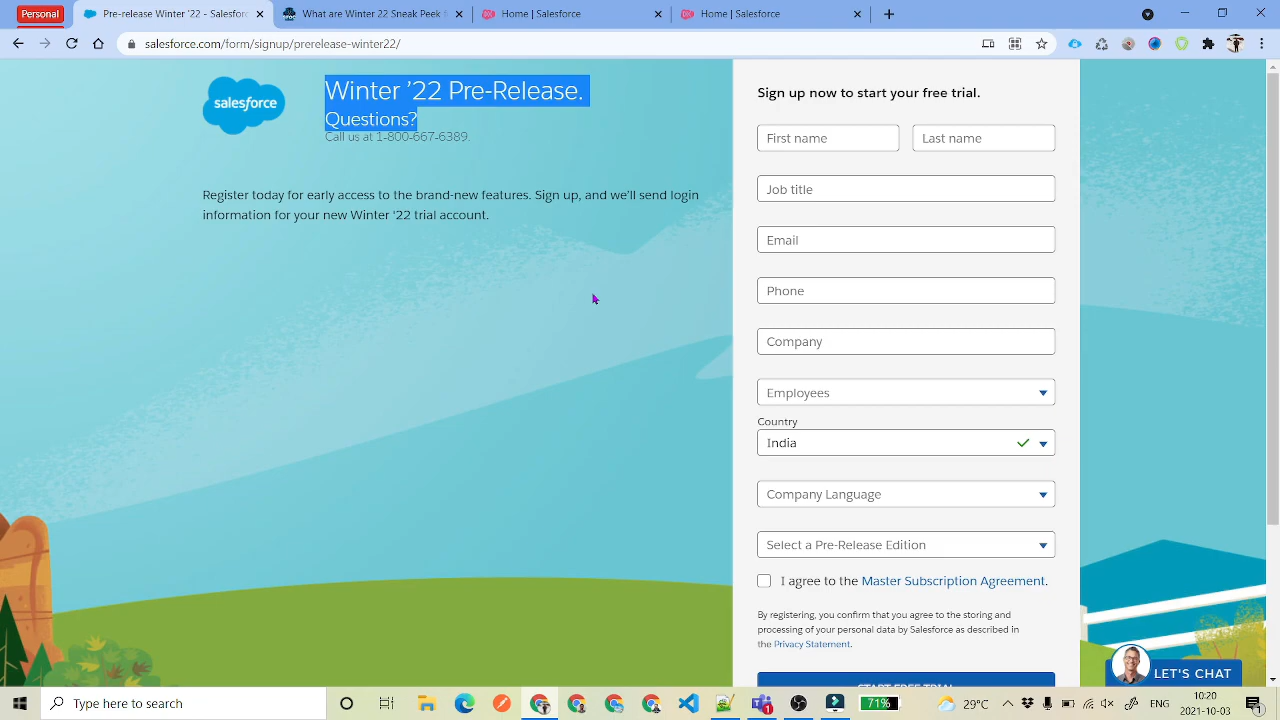 Personal
Pre-release Winter '22 - Salesfor
What are Winter 22 Sneak Peek f
Home | Salesforce
Home | Salesforce
salesforce.com/form/signup/prerelease-winter22/
salesforce
Winter ’22 Pre-Release.
Questions?
Call us at 1-800-667-6389.
Register today for early access to the brand-new features. Sign up, and we’ll send login
information for your new Winter '22 trial account.
Sign up now to start your free trial.
First name
Last name
Job title
Email
Phone
Company
Employees
Country
India
Company Language
Select a Pre-Release Edition
I agree to the Master Subscription Agreement.
By registering, you confirm that you agree to the storing and
processing of your personal data by Salesforce as described in
the Privacy Statement.
START FREE TRIAL
LET'S CHAT
Type here to search
1
71%
29°C
10:20
2021-10-03
1